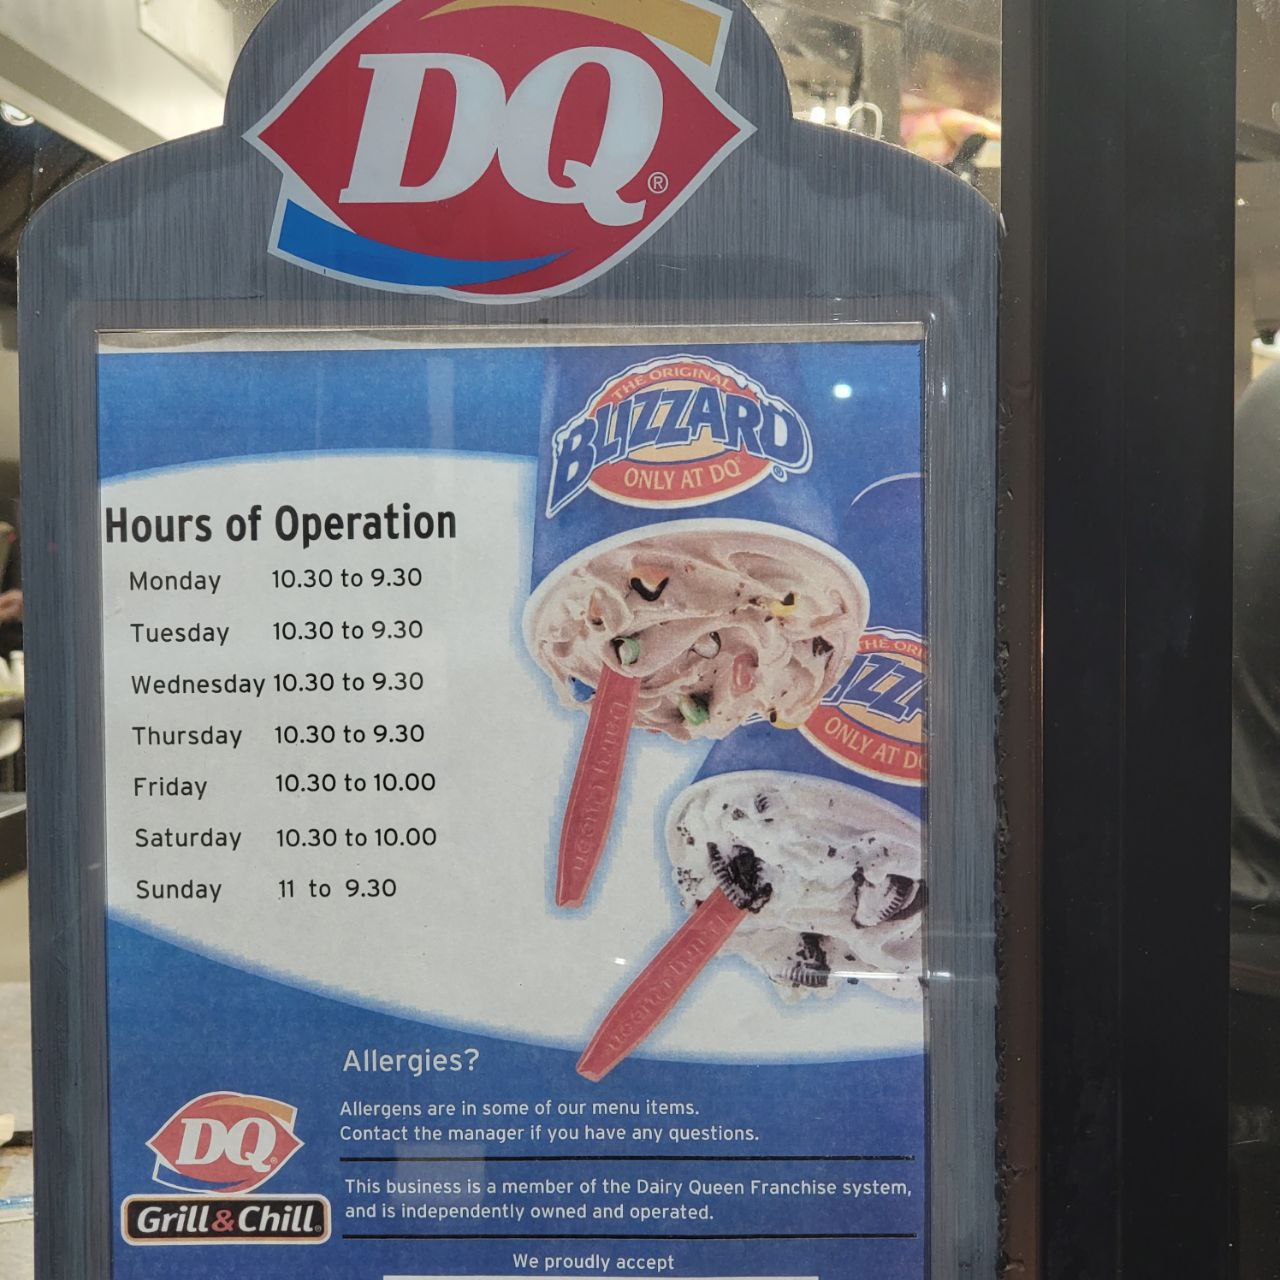 DQ®
THE ORIGINAL
BLIZZARD®
ONLY AT DQ
Hours of Operation
Monday 10.30 to 9.30
Tuesday 10.30 to 9.30
Wednesday 10.30 to 9.30
Thursday 10.30 to 9.30
Friday 10.30 to 10.00
Saturday 10.30 to 10.00
Sunday 11 to 9.30
THE ORI
IZZA
ONLY AT DQ
Allergies?
Allergens are in some of our menu items.
Contact the manager if you have any questions.
DQ
Grill&Chill
This business is a member of the Dairy Queen Franchise system,
and is independently owned and operated.
We proudly accept